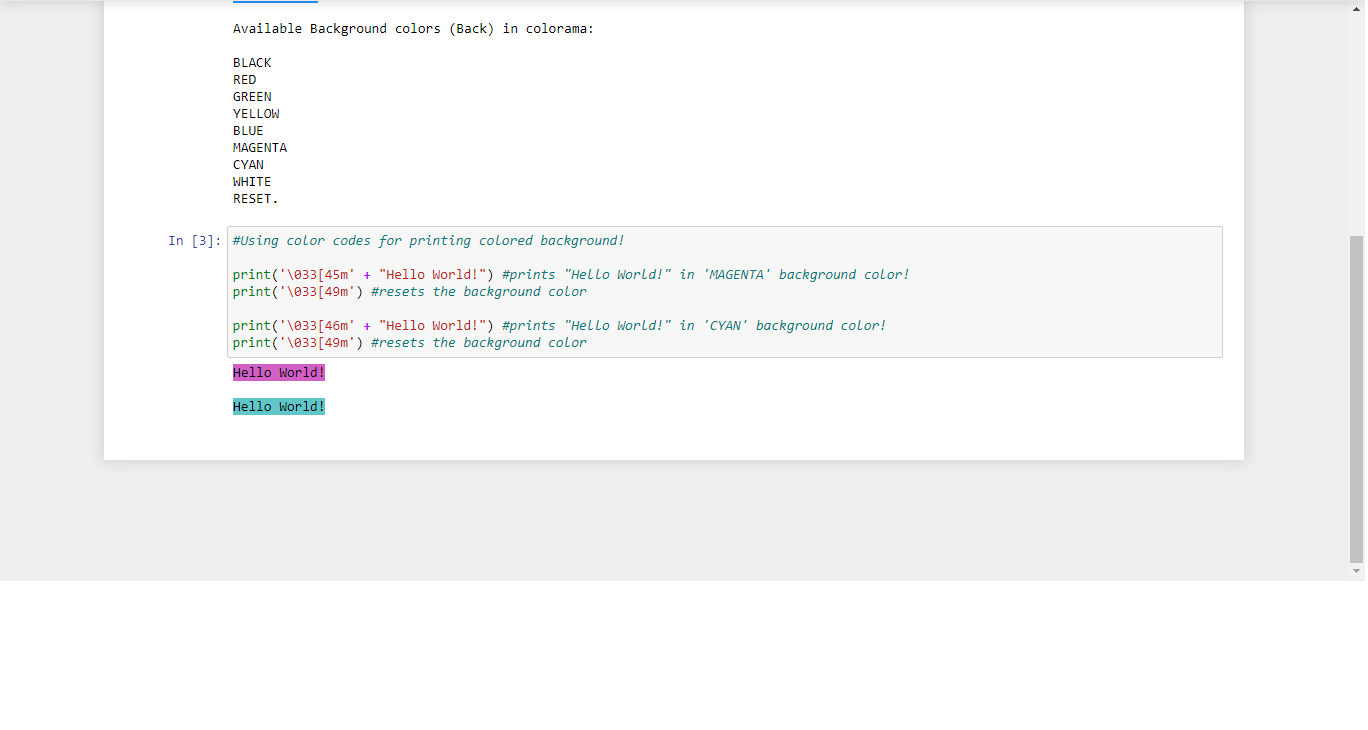 Available Background colors (Back) in colorama:
BLACK
RED
GREEN
YELLOW
BLUE
MAGENTA
CYAN
WHITE
RESET.
In [3]: #Using color codes for printing colored background!
print('\033[45m' + "Hello World!") #prints "Hello World!" in 'MAGENTA' background color!
print('\033[49m') #resets the background color
print('\033[46m' + "Hello World!") #prints "Hello World!" in 'CYAN' background color!
print('\033[49m') #resets the background color
Hello World!
Hello World!